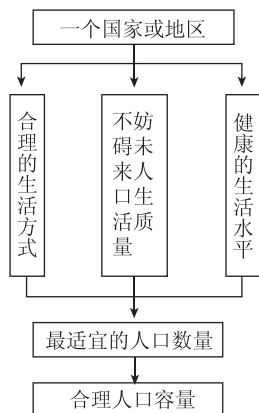 一个国家或地区
合理的生活方式
不妨
碍未
来人
口生
活质
量
健康的生活水平
最适宜的人口数量
合理人口容量